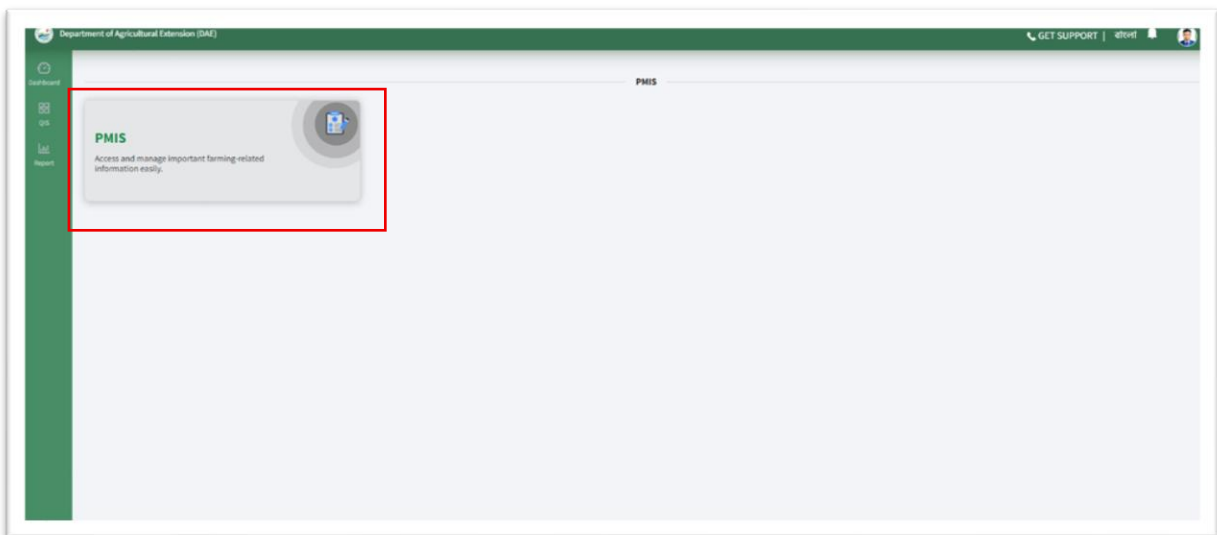 Department of Agricultural Extension (DAE)
GET SUPPORT | বাংলা
Dashboard
QIS
Report
PMIS
PMIS
Access and manage important farming-related
information easily.